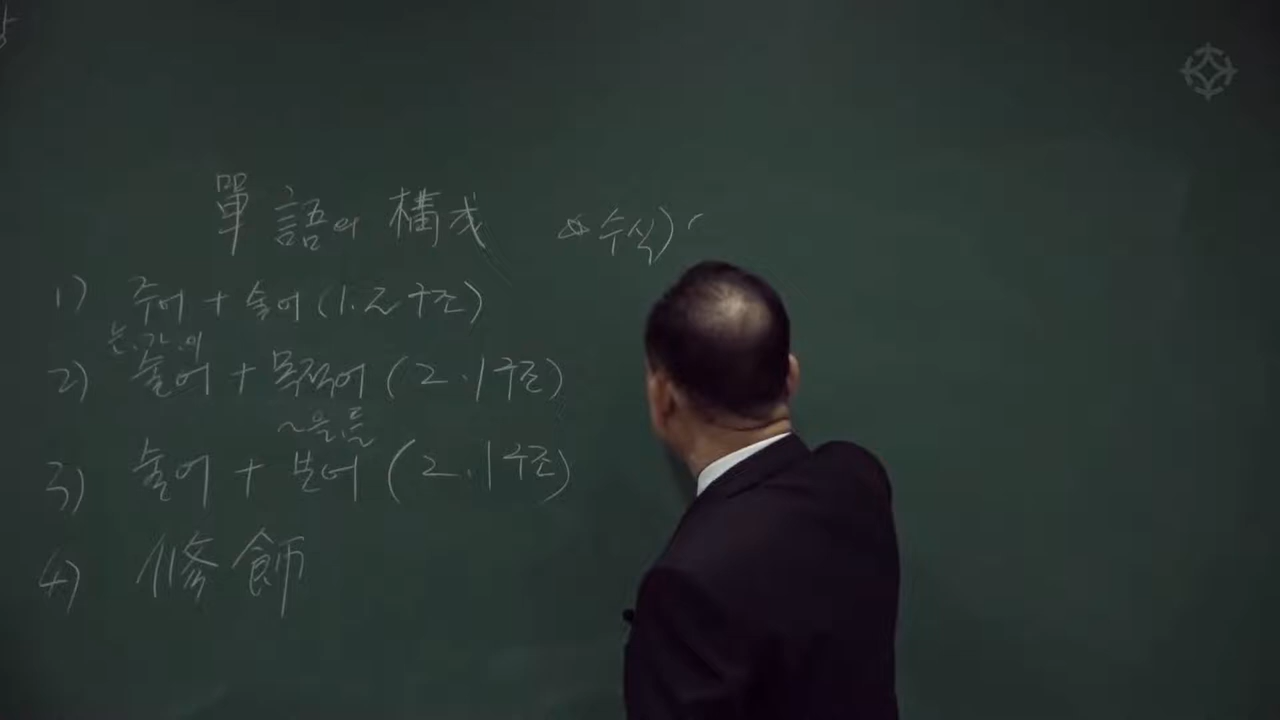 單語의 構成 ☆수식)
1) 주어 + 술어 (1.2 구조)
은.가.이
2) 술어 + 목적어 (2.1구조)
~을.를
3) 술어 + 보어 (2.1구조)
4) 修飾